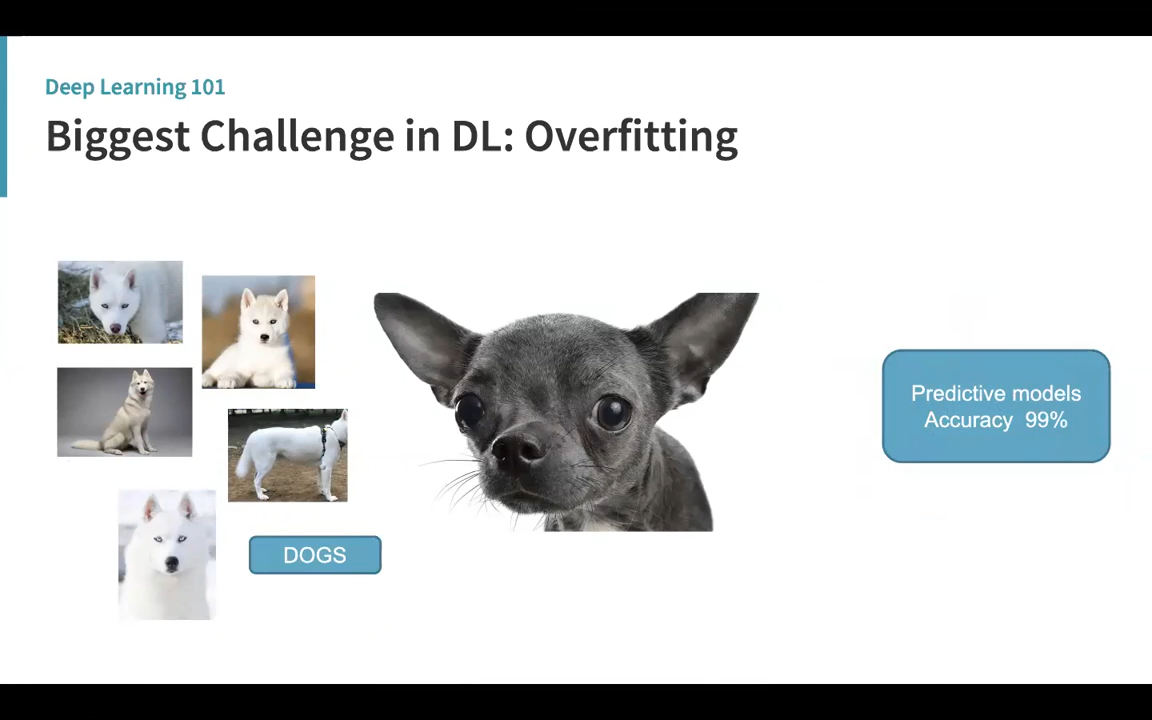 Deep Learning 101
Biggest Challenge in DL: Overfitting
DOGS
Predictive models
Accuracy 99%